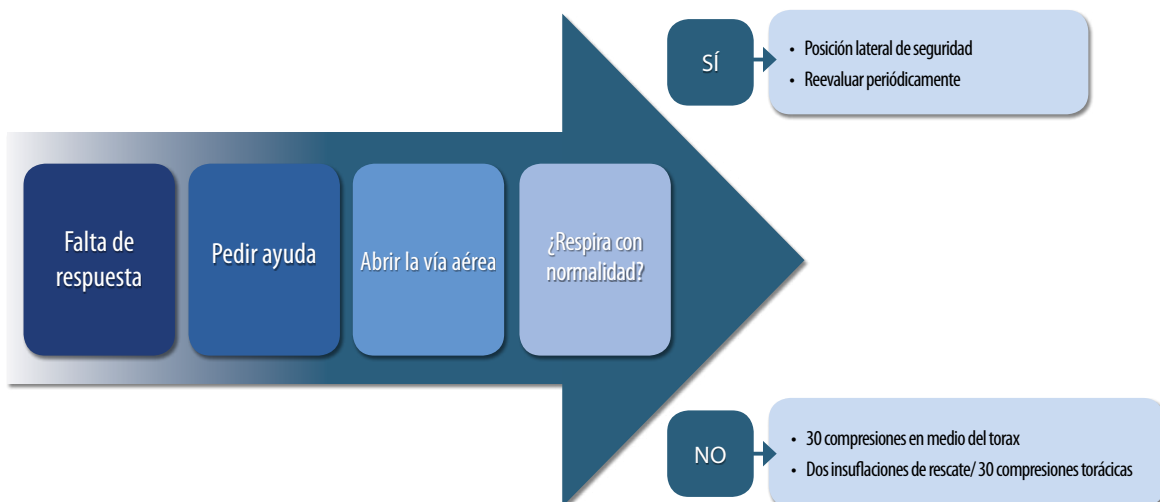 Falta de
respuesta
Pedir ayuda
Abrir la vía aérea
¿Respira con
normalidad?
SÍ
• Posición lateral de seguridad
• Reevaluar periódicamente
NO
• 30 compresiones en medio del torax
• Dos insuflaciones de rescate/ 30 compresiones torácicas